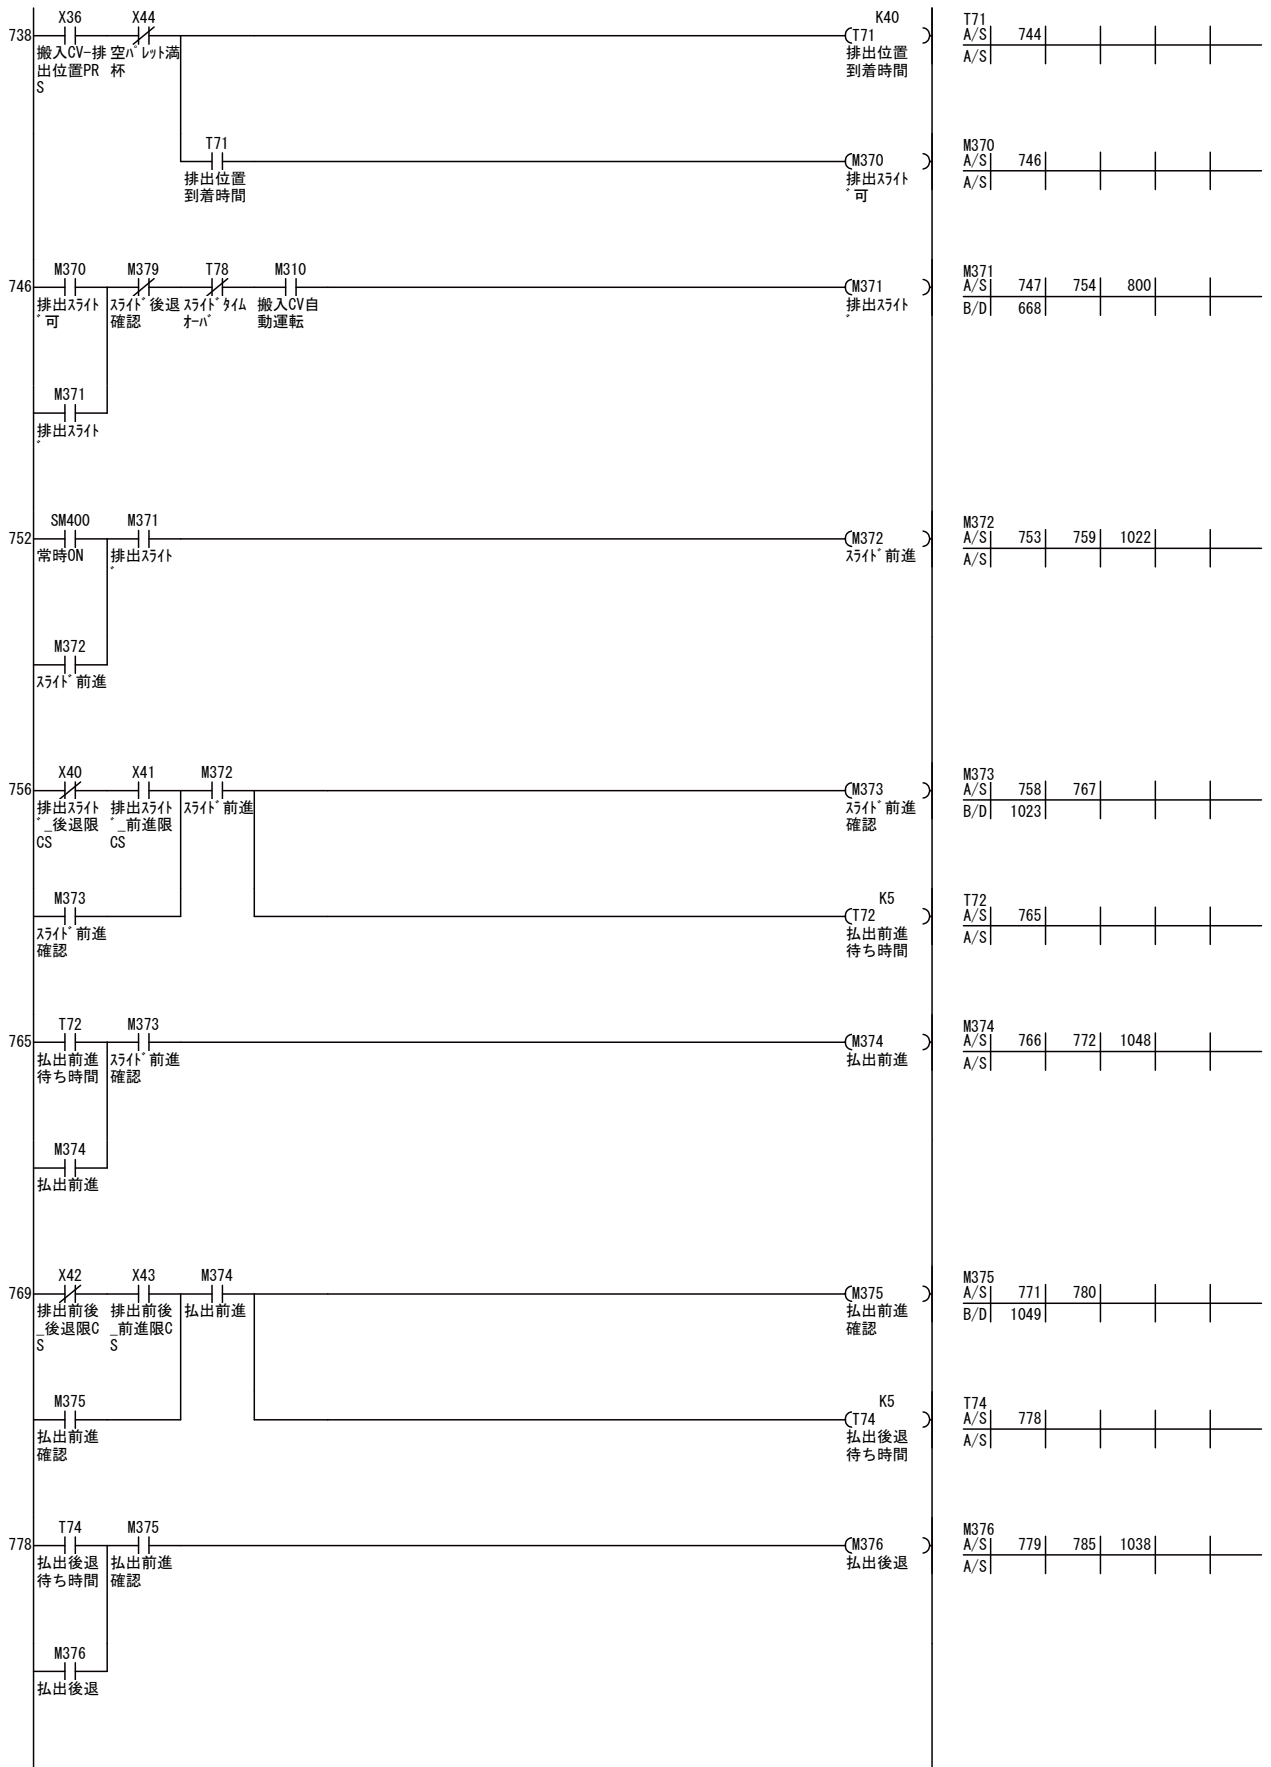 X36 X44 K40
738 (T71 )
搬入CV-排 空パレット満 排出位置
出位置PR 杯 到着時間
S
T71
A/S 744
A/S
T71
(M370 )
排出位置 排出スライド
到着時間 可
M370
A/S 746
A/S
M370 M379 T78 M310
746 (M371 )
排出スライド スライド後退 スライドタイム 搬入CV自 排出スライド
可 確認 オーバ 動運転
M371
A/S 747 754 800
B/D 668
M371
排出スライド
SM400 M371
752 (M372 )
常時ON 排出スライド スライド前進
M372
A/S 753 759 1022
A/S
M372
スライド前進
X40 X41 M372
756 (M373 )
排出スライド 排出スライド スライド前進 スライド前進
_後退限 _前進限 確認
CS CS
M373
A/S 758 767
B/D 1023
M373 K5
(T72 )
スライド前進 払出前進
確認 待ち時間
T72
A/S 765
A/S
T72 M373
765 (M374 )
払出前進 スライド前進 払出前進
待ち時間 確認
M374
A/S 766 772 1048
A/S
M374
払出前進
X42 X43 M374
769 (M375 )
排出前後 排出前後 払出前進 払出前進
_後退限C _前進限C 確認
S S
M375
A/S 771 780
B/D 1049
M375 K5
(T74 )
払出前進 払出後退
確認 待ち時間
T74
A/S 778
A/S
T74 M375
778 (M376 )
払出後退 払出前進 払出後退
待ち時間 確認
M376
A/S 779 785 1038
A/S
M376
払出後退